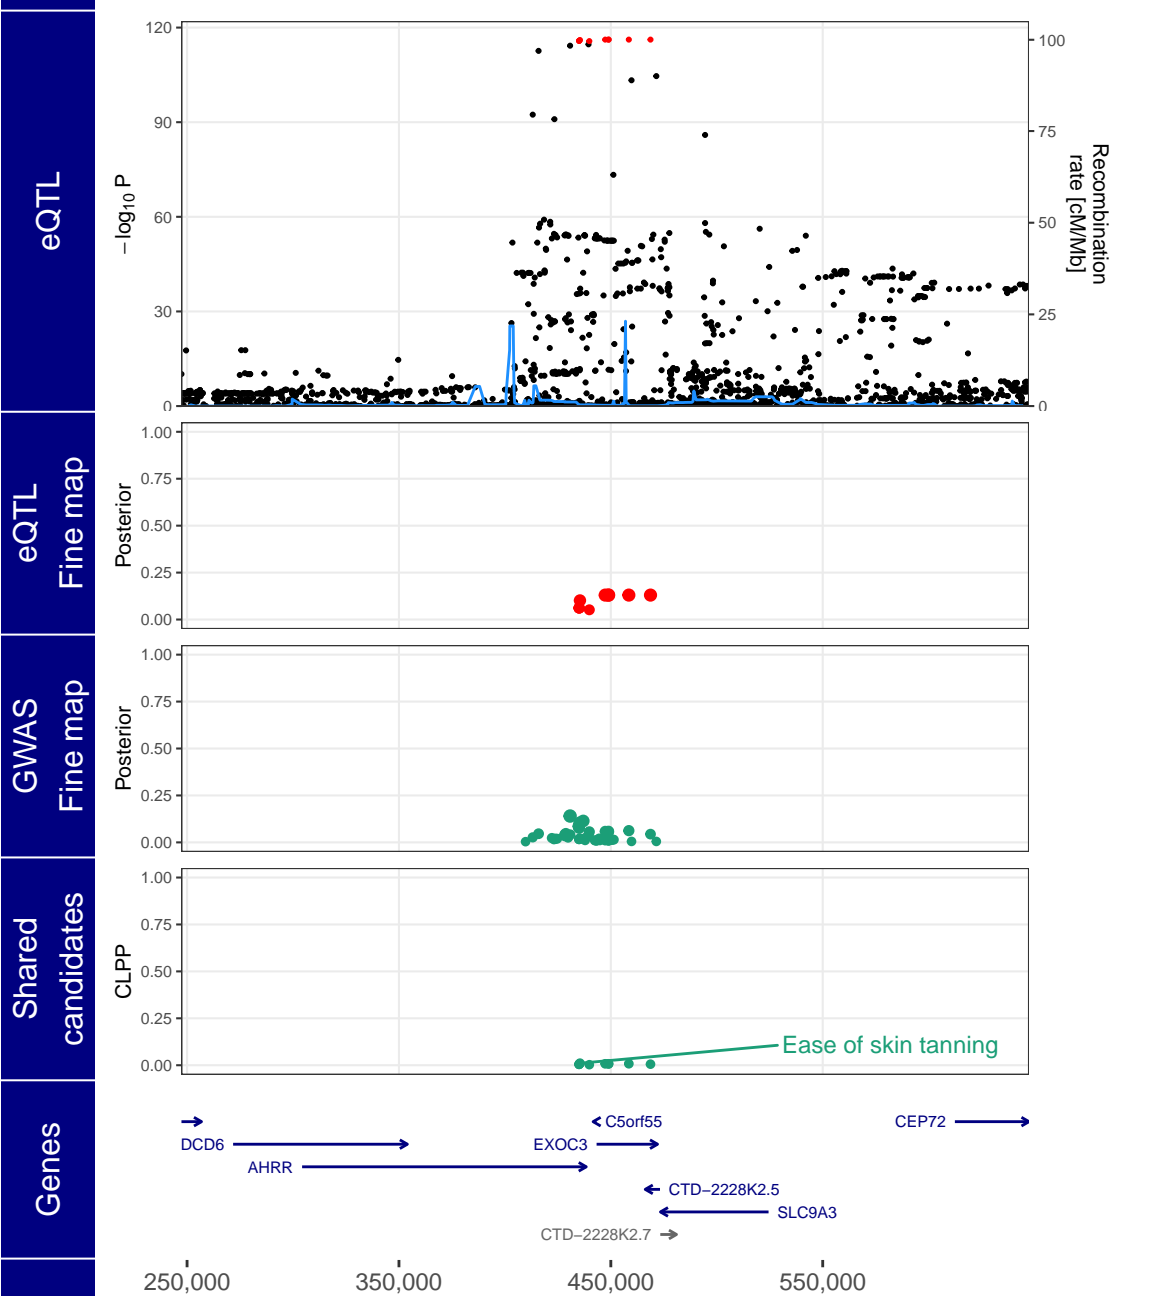 eQTL
−log10 P
120
90
60
30
0
100
75
50
25
0
Recombination
rate [cM/Mb]
eQTL
Fine map
Posterior
1.00
0.75
0.50
0.25
0.00
GWAS
Fine map
Posterior
1.00
0.75
0.50
0.25
0.00
Shared
candidates
CLPP
1.00
0.75
0.50
0.25
0.00
Ease of skin tanning
Genes
C5orf55
CEP72
DCD6
EXOC3
AHRR
CTD−2228K2.5
SLC9A3
CTD−2228K2.7
250,000
350,000
450,000
550,000